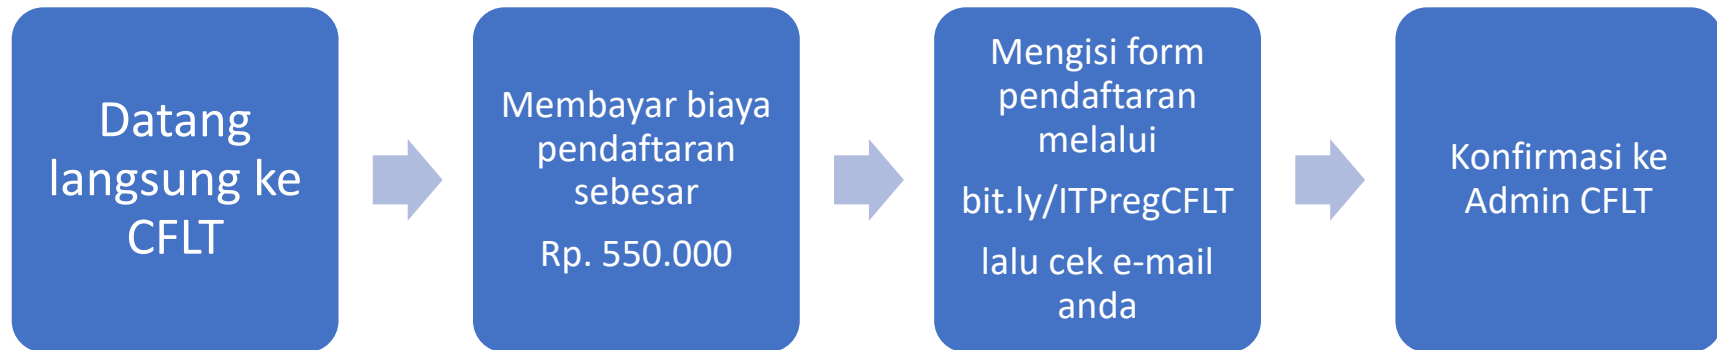 Datang
langsung ke
CFLT
Membayar biaya
pendaftaran
sebesar
Rp. 550.000
Mengisi form
pendaftaran
melalui
bit.ly/ITPregCFLT
lalu cek e-mail
anda
Konfirmasi ke
Admin CFLT